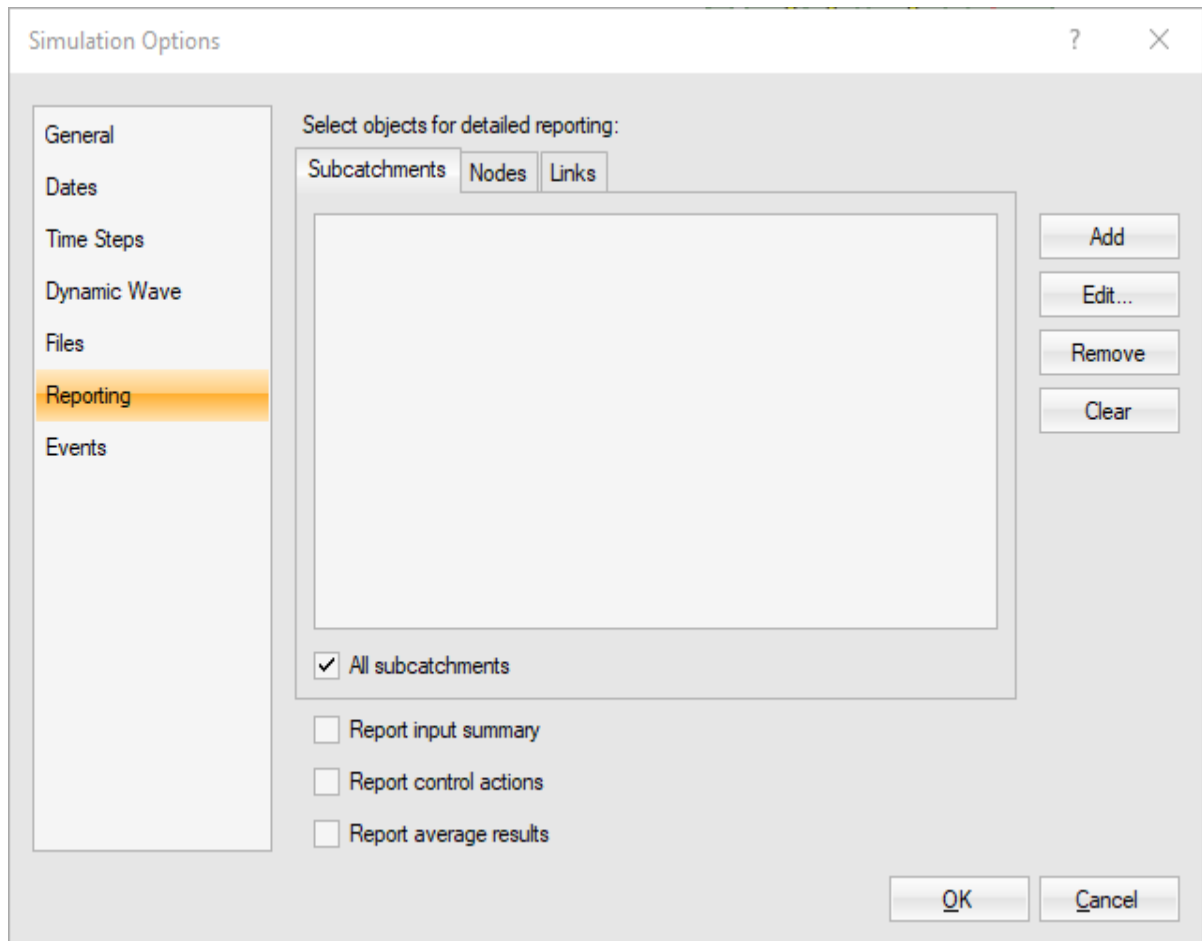 Simulation Options
?
General
Dates
Time Steps
Dynamic Wave
Files
Reporting
Events
Select objects for detailed reporting:
Subcatchments Nodes Links
Add
Edit...
Remove
Clear
All subcatchments
Report input summary
Report control actions
Report average results
OK Cancel